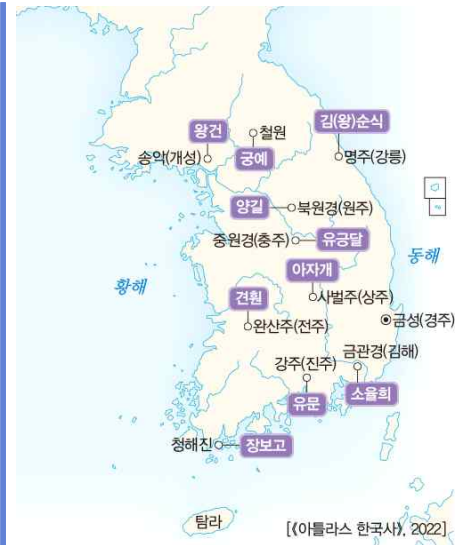 왕건
철원
김(왕)순식
송악(개성)
궁예
명주(강릉)
양길
북원경(원주)
중원경(충주)
유긍달
동해
아자개
황해
견훤
사벌주(상주)
완산주(전주)
금성(경주)
금관경(김해)
강주(진주)
유문
소율희
청해진
장보고
탐라
[《아틀라스 한국사》, 2022]